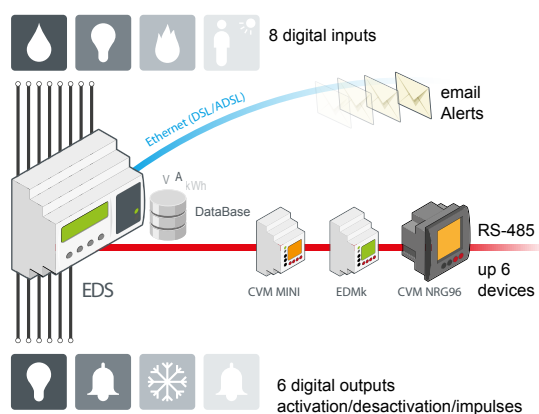 8 digital inputs
Ethernet (DSL/ADSL)
email
Alerts
V A kWh
DataBase
RS-485
EDS
CVM MINI
EDMk
CVM NRG96
up 6
devices
6 digital outputs
activation/desactivation/impulses